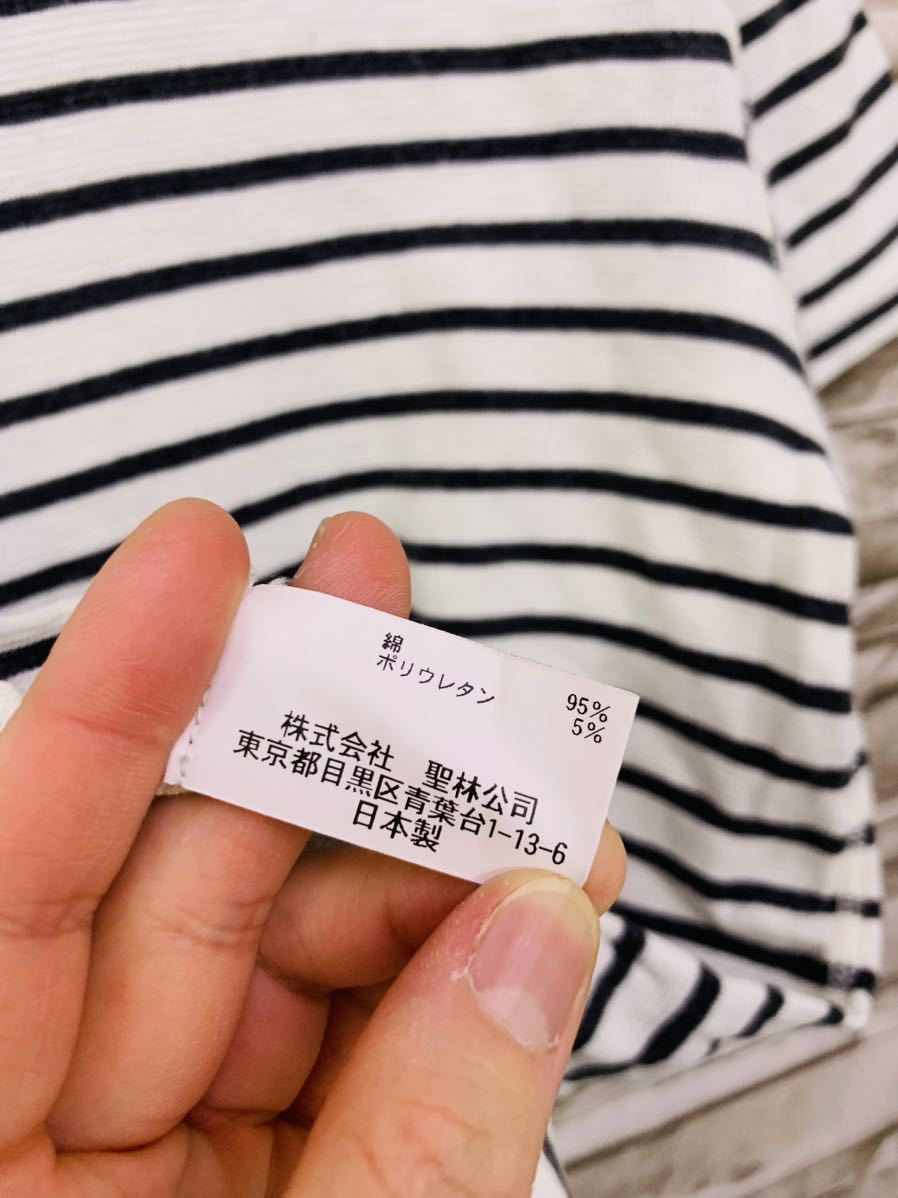 綿 95%
ポリウレタン 5%
株式会社 聖林公司
東京都目黒区青葉台1-13-6
日本製